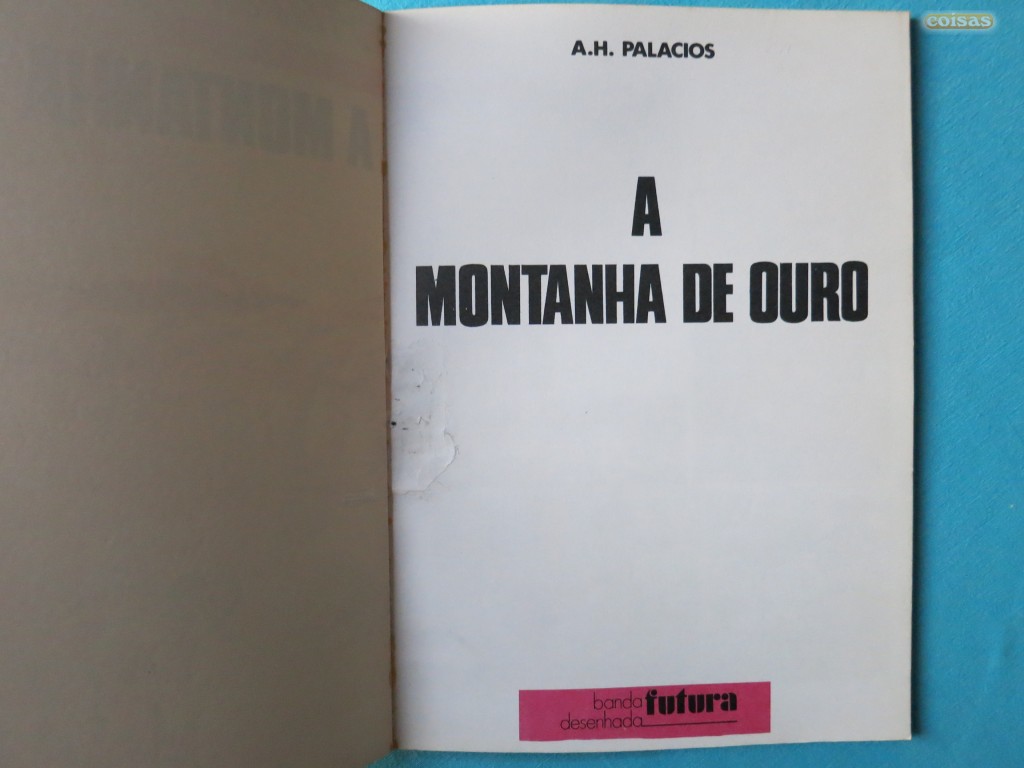 coisas
A.H. PALACIOS
A
MONTANHA DE OURO
banda futura
desenhada